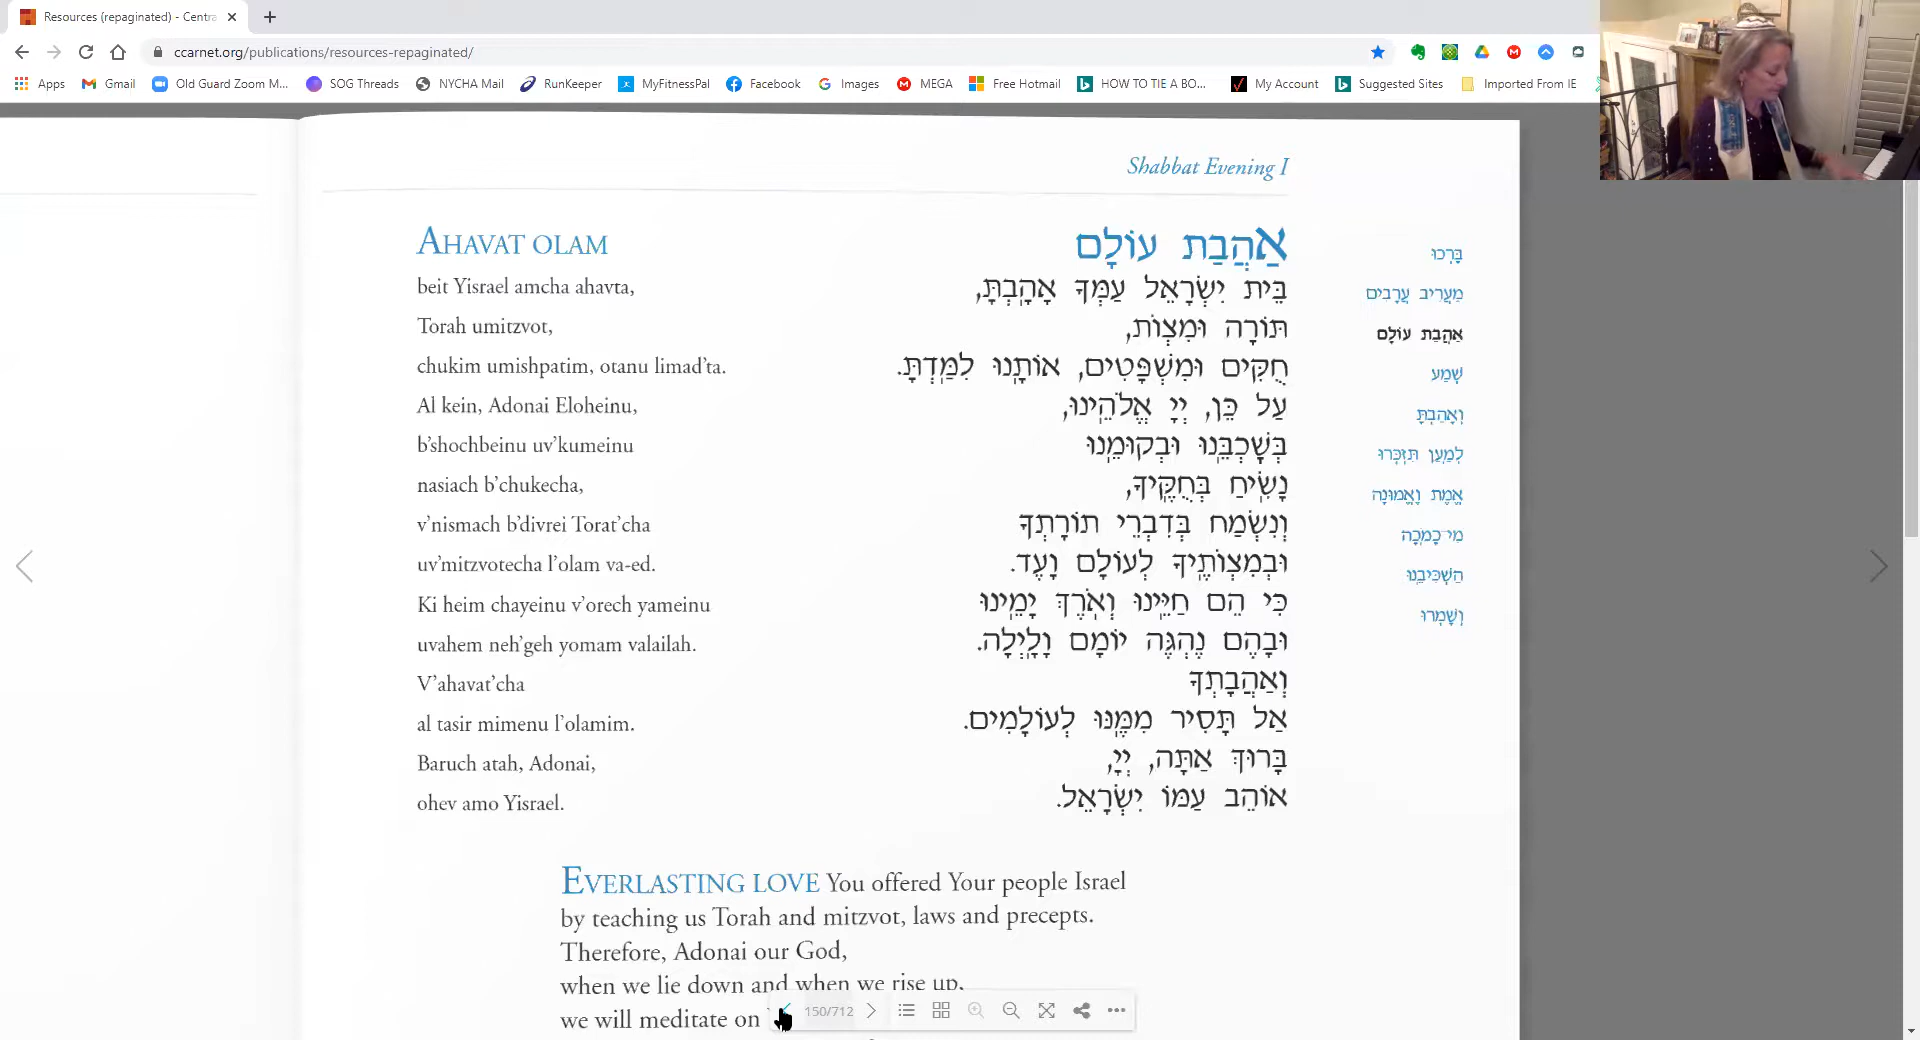 Resources (repaginated) - Centra
ccarnet.org/publications/resources-repaginated/
Apps
Gmail
Old Guard Zoom M...
SOG Threads
NYCHA Mail
RunKeeper
MyFitnessPal
Facebook
Images
MEGA
Free Hotmail
HOW TO TIE A BO...
My Account
Suggested Sites
Imported From IE
Shabbat Evening I
AHAVAT OLAM
beit Yisrael amcha ahavta,
Torah umitzvot,
chukim umishpatim, otanu limad’ta.
Al kein, Adonai Eloheinu,
b’shochbeinu uv’kumeinu
nasiach b’chukecha,
v’nismach b’divrei Torat’cha
uv’mitzvotecha l’olam va-ed.
Ki heim chayeinu v’orech yameinu
uvahem neh’geh yomam valailah.
V’ahavat’cha
al tasir mimenu l’olamim.
Baruch atah, Adonai,
ohev amo Yisrael.
אַהֲבַת עוֹלָם
בֵּית יִשְׂרָאֵל עַמְּךָ אָהָֽבְתָּ,
תּוֹרָה וּמִצְוֹת,
חֻקִּים וּמִשְׁפָּטִים, אוֹתָֽנוּ לִמַּֽדְתָּ.
עַל כֵּן, יְיָ אֱלֹהֵֽינוּ,
בְּשָׁכְבֵּֽנוּ וּבְקוּמֵֽנוּ
נָשִֽׂיחַ בְּחֻקֶּֽיךָ,
וְנִשְׂמַח בְּדִבְרֵי תוֹרָתְךָ
וּבְמִצְוֹתֶֽיךָ לְעוֹלָם וָעֶד.
כִּי הֵם חַיֵּֽינוּ וְאֹֽרֶךְ יָמֵֽינוּ
וּבָהֶם נֶהְגֶּה יוֹמָם וָלָֽיְלָה.
וְאַהֲבָתְךָ
אַל תָּסִיר מִמֶּֽנּוּ לְעוֹלָמִים.
בָּרוּךְ אַתָּה, יְיָ,
אוֹהֵב עַמּוֹ יִשְׂרָאֵל.
בָּרְכוּ
מַעֲרִיב עֲרָבִים
אַהֲבַת עוֹלָם
שְׁמַע
וְאָהַבְתָּ
לְמַֽעַן תִּזְכְּרוּ
אֱמֶת וֶאֱמוּנָה
מִי־כָמֹֽכָה
הַשְׁכִּיבֵֽנוּ
וְשָׁמְרוּ
EVERLASTING LOVE You offered Your people Israel
by teaching us Torah and mitzvot, laws and precepts.
Therefore, Adonai our God,
when we lie down and when we rise up,
we will meditate on
150/712